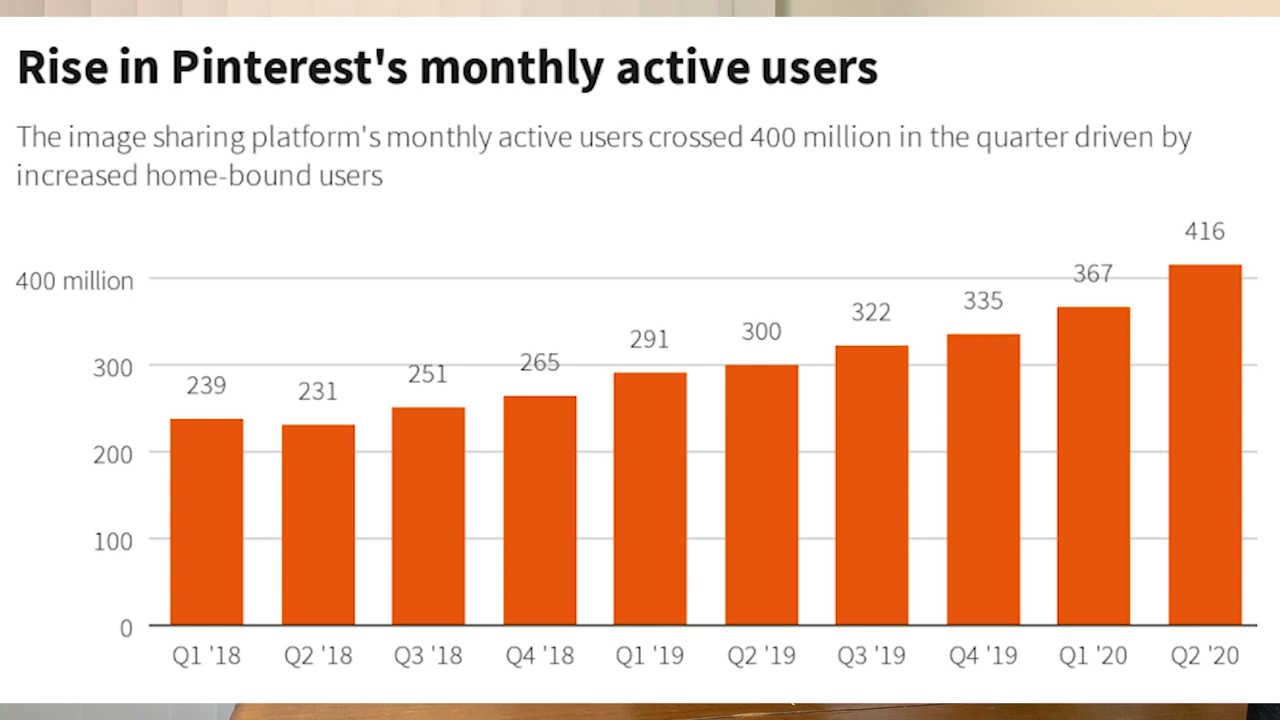 Rise in Pinterest's monthly active users
The image sharing platform's monthly active users crossed 400 million in the quarter driven by
increased home-bound users
416
400 million
367
335
322
300
291
265
251
239
231
300
200
100
0
Q1 '18
Q2 '18
Q3 '18
Q4 '18
Q1 '19
Q2 '19
Q3 '19
Q4 '19
Q1 '20
Q2 '20